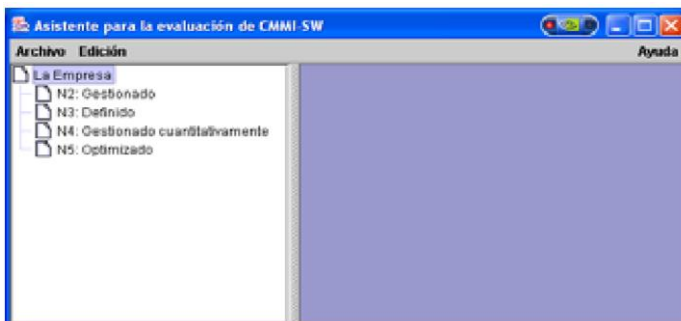 Asistente para la evaluación de CMMI-SW
Archivo Edición Ayuda
La Empresa
N2: Gestionado
N3: Definido
N4: Gestionado cuantitativamente
N5: Optimizado